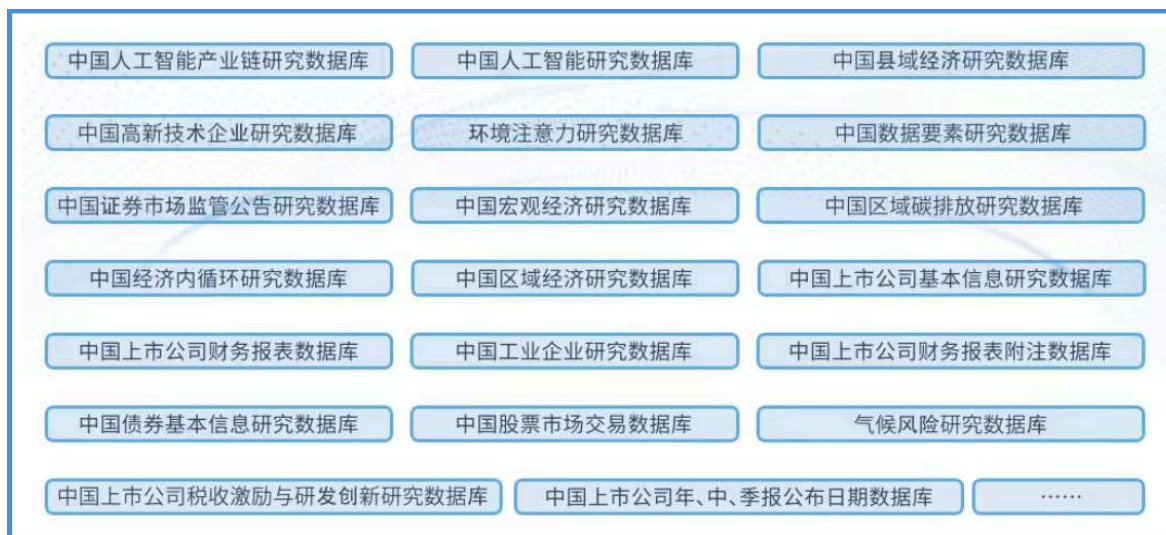 中国人工智能产业链研究数据库 中国人工智能研究数据库 中国县域经济研究数据库
中国高新技术企业研究数据库 环境注意力研究数据库 中国数据要素研究数据库
中国证券市场监管公告研究数据库 中国宏观经济研究数据库 中国区域碳排放研究数据库
中国经济内循环研究数据库 中国区域经济研究数据库 中国上市公司基本信息研究数据库
中国上市公司财务报表数据库 中国工业企业研究数据库 中国上市公司财务报表附注数据库
中国债券基本信息研究数据库 中国股票市场交易数据库 气候风险研究数据库
中国上市公司税收激励与研发创新研究数据库 中国上市公司年、中、季报公布日期数据库 ……